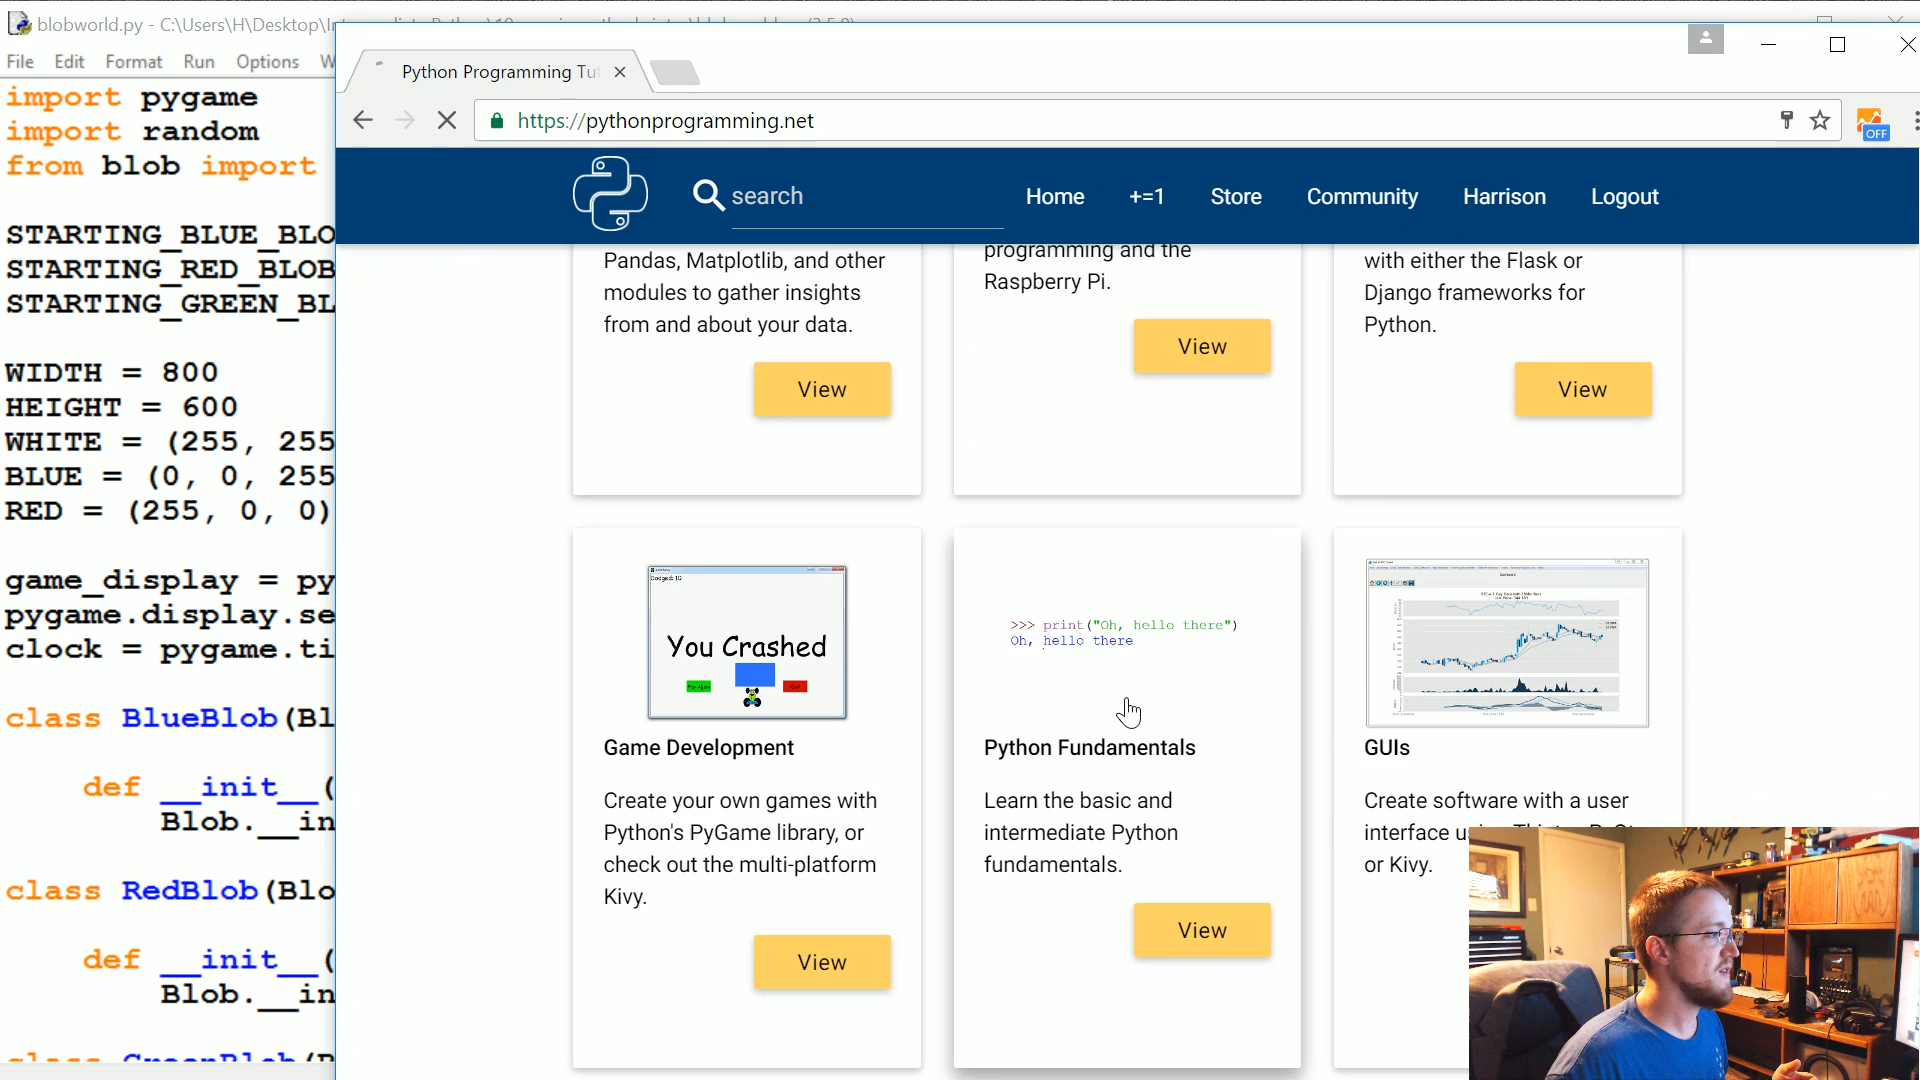 blobworld.py - C:\Users\H\Desktop\
File Edit Format Run Options
import pygame
import random
from blob import
STARTING_BLUE_BLO
STARTING_RED_BLOB
STARTING_GREEN_BL
WIDTH = 800
HEIGHT = 600
WHITE = (255, 255
BLUE = (0, 0, 255
RED = (255, 0, 0)
game_display = py
pygame.display.se
clock = pygame.ti
class BlueBlob(Bl
def __init__(
Blob.__in
class RedBlob(Blo
def __init__(
Blob.__in
class GreenBlob(B
Python Programming Tu
https://pythonprogramming.net
OFF
search
Home +=1 Store Community Harrison Logout
Pandas, Matplotlib, and other
modules to gather insights
from and about your data.
View
programming and the
Raspberry Pi.
View
with either the Flask or
Django frameworks for
Python.
View
You Crashed
Game Development
Create your own games with
Python's PyGame library, or
check out the multi-platform
Kivy.
View
>>> print("Oh, hello there")
Oh, hello there
Python Fundamentals
Learn the basic and
intermediate Python
fundamentals.
View
GUIs
Create software with a user
interface
or Kivy.